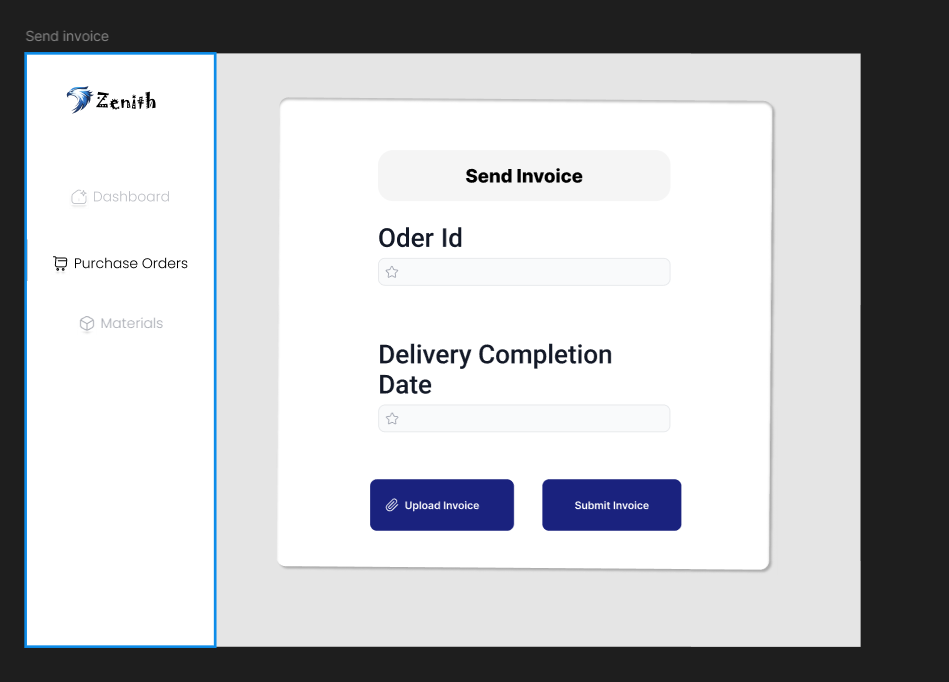 Send invoice
Zenith
Dashboard
Purchase Orders
Materials
Send Invoice
Oder Id
Delivery Completion
Date
Upload Invoice
Submit Invoice